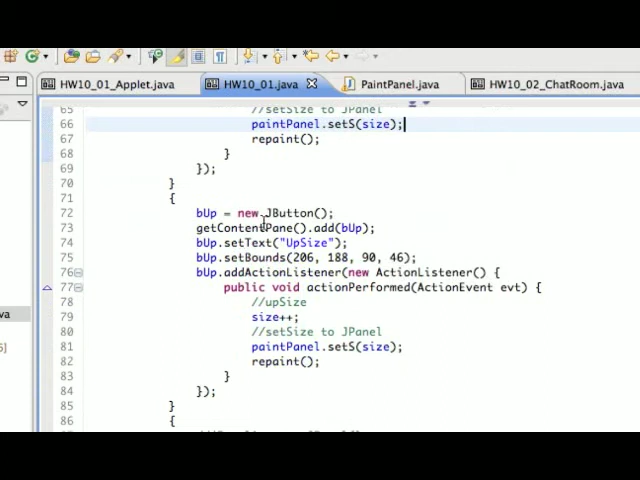 HW10_01_Applet.java
HW10_01.java
PaintPanel.java
HW10_02_ChatRoom.java
65 //setSize to JPanel
66 paintPanel.setS(size);
67 repaint();
68 }
69 });
70 }
71 {
72 bUp = new JButton();
73 getContentPane().add(bUp);
74 bUp.setText("UpSize");
75 bUp.setBounds(206, 188, 90, 46);
76 bUp.addActionListener(new ActionListener() {
77 public void actionPerformed(ActionEvent evt) {
78 //upSize
79 size++;
80 //setSize to JPanel
81 paintPanel.setS(size);
82 repaint();
83 }
84 });
85 }
86 {
va